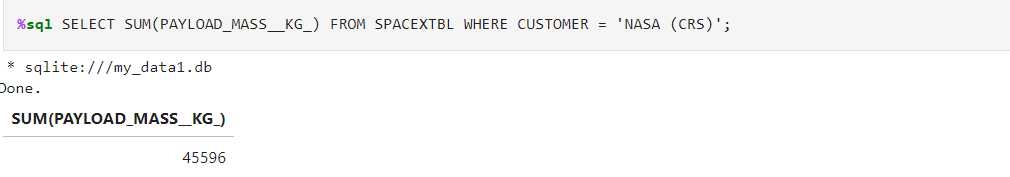 %sql SELECT SUM(PAYLOAD_MASS__KG_) FROM SPACEXTBL WHERE CUSTOMER = 'NASA (CRS)';
* sqlite:///my_data1.db
Done.
SUM(PAYLOAD_MASS__KG_)
45596